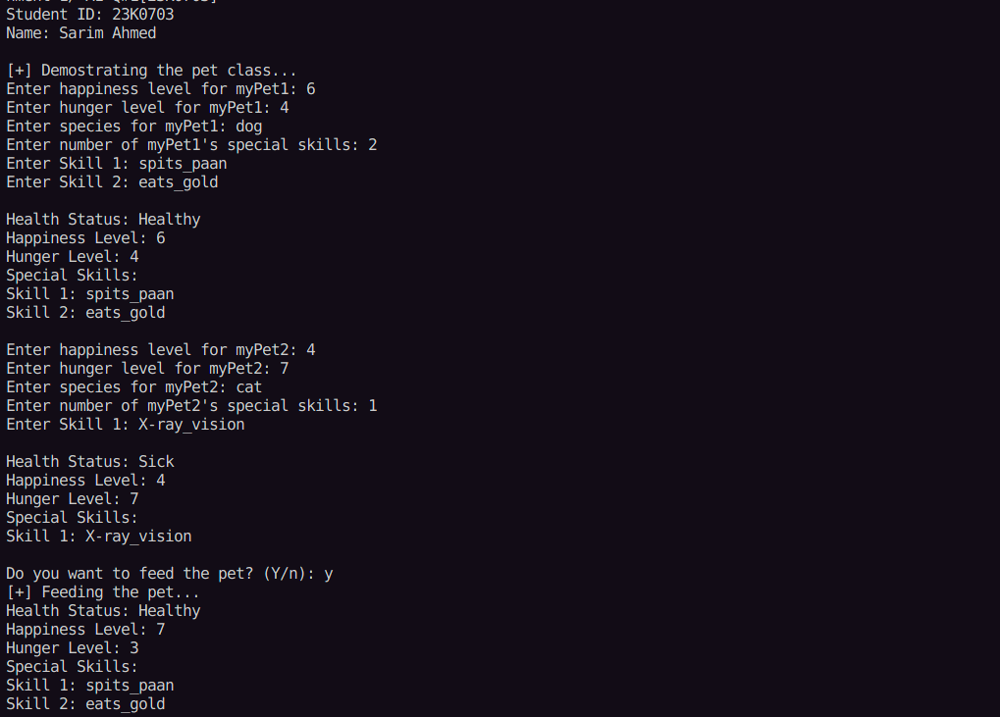 Student ID: 23K0703
Name: Sarim Ahmed
[+] Demostrating the pet class...
Enter happiness level for myPet1: 6
Enter hunger level for myPet1: 4
Enter species for myPet1: dog
Enter number of myPet1's special skills: 2
Enter Skill 1: spits_paan
Enter Skill 2: eats_gold
Health Status: Healthy
Happiness Level: 6
Hunger Level: 4
Special Skills:
Skill 1: spits_paan
Skill 2: eats_gold
Enter happiness level for myPet2: 4
Enter hunger level for myPet2: 7
Enter species for myPet2: cat
Enter number of myPet2's special skills: 1
Enter Skill 1: X-ray_vision
Health Status: Sick
Happiness Level: 4
Hunger Level: 7
Special Skills:
Skill 1: X-ray_vision
Do you want to feed the pet? (Y/n): y
[+] Feeding the pet...
Health Status: Healthy
Happiness Level: 7
Hunger Level: 3
Special Skills:
Skill 1: spits_paan
Skill 2: eats_gold